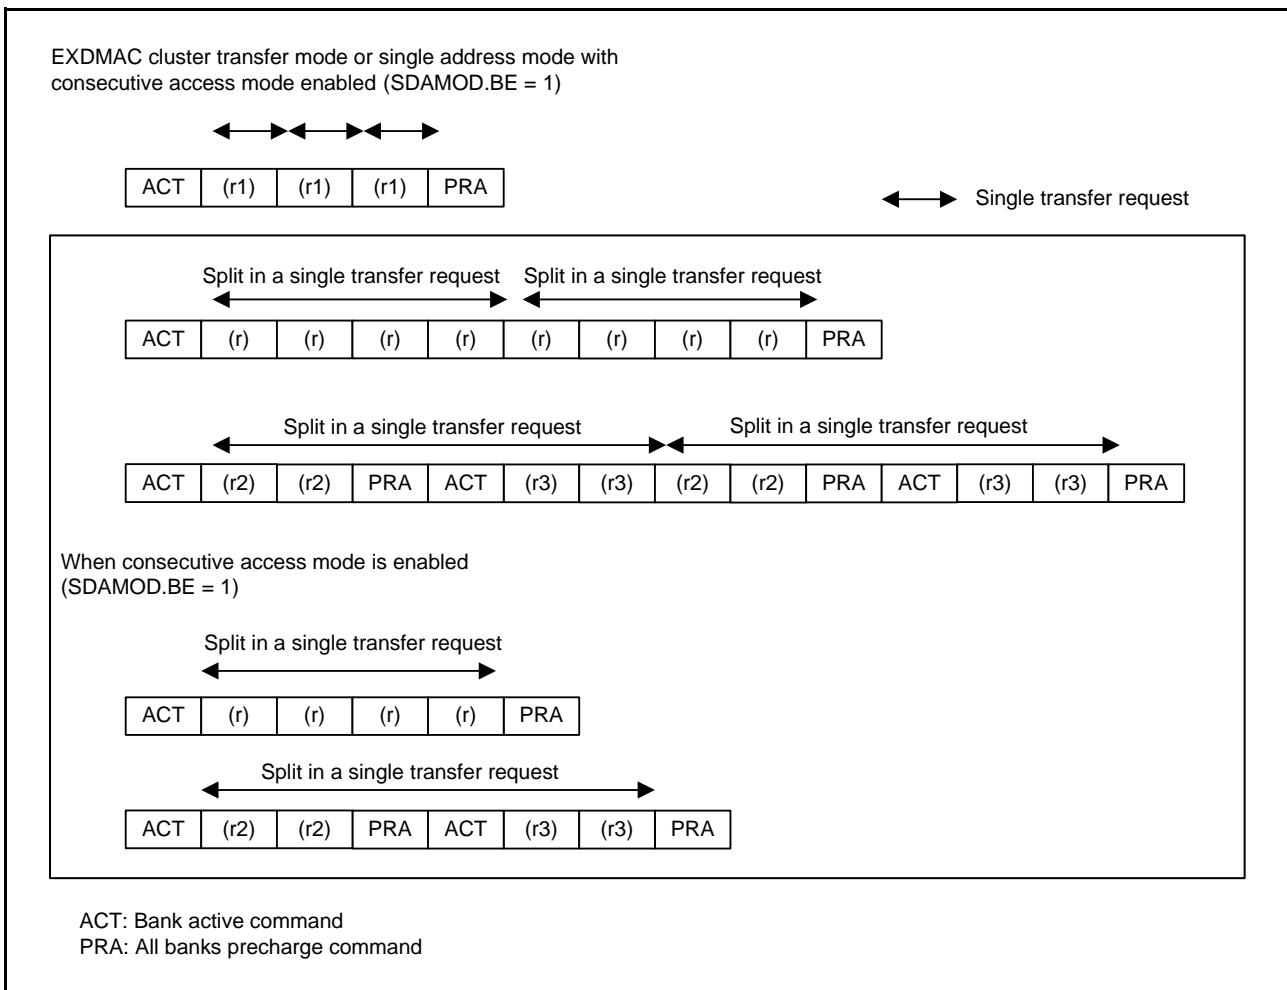 EXDMAC cluster transfer mode or single address mode with
consecutive access mode enabled (SDAMOD.BE = 1)
ACT (r1) (r1) (r1) PRA
Single transfer request
Split in a single transfer request Split in a single transfer request
ACT (r) (r) (r) (r) (r) (r) (r) (r) PRA
Split in a single transfer request Split in a single transfer request
ACT (r2) (r2) PRA ACT (r3) (r3) (r2) (r2) PRA ACT (r3) (r3) PRA
When consecutive access mode is enabled
(SDAMOD.BE = 1)
Split in a single transfer request
ACT (r) (r) (r) (r) PRA
Split in a single transfer request
ACT (r2) (r2) PRA ACT (r3) (r3) PRA
ACT: Bank active command
PRA: All banks precharge command